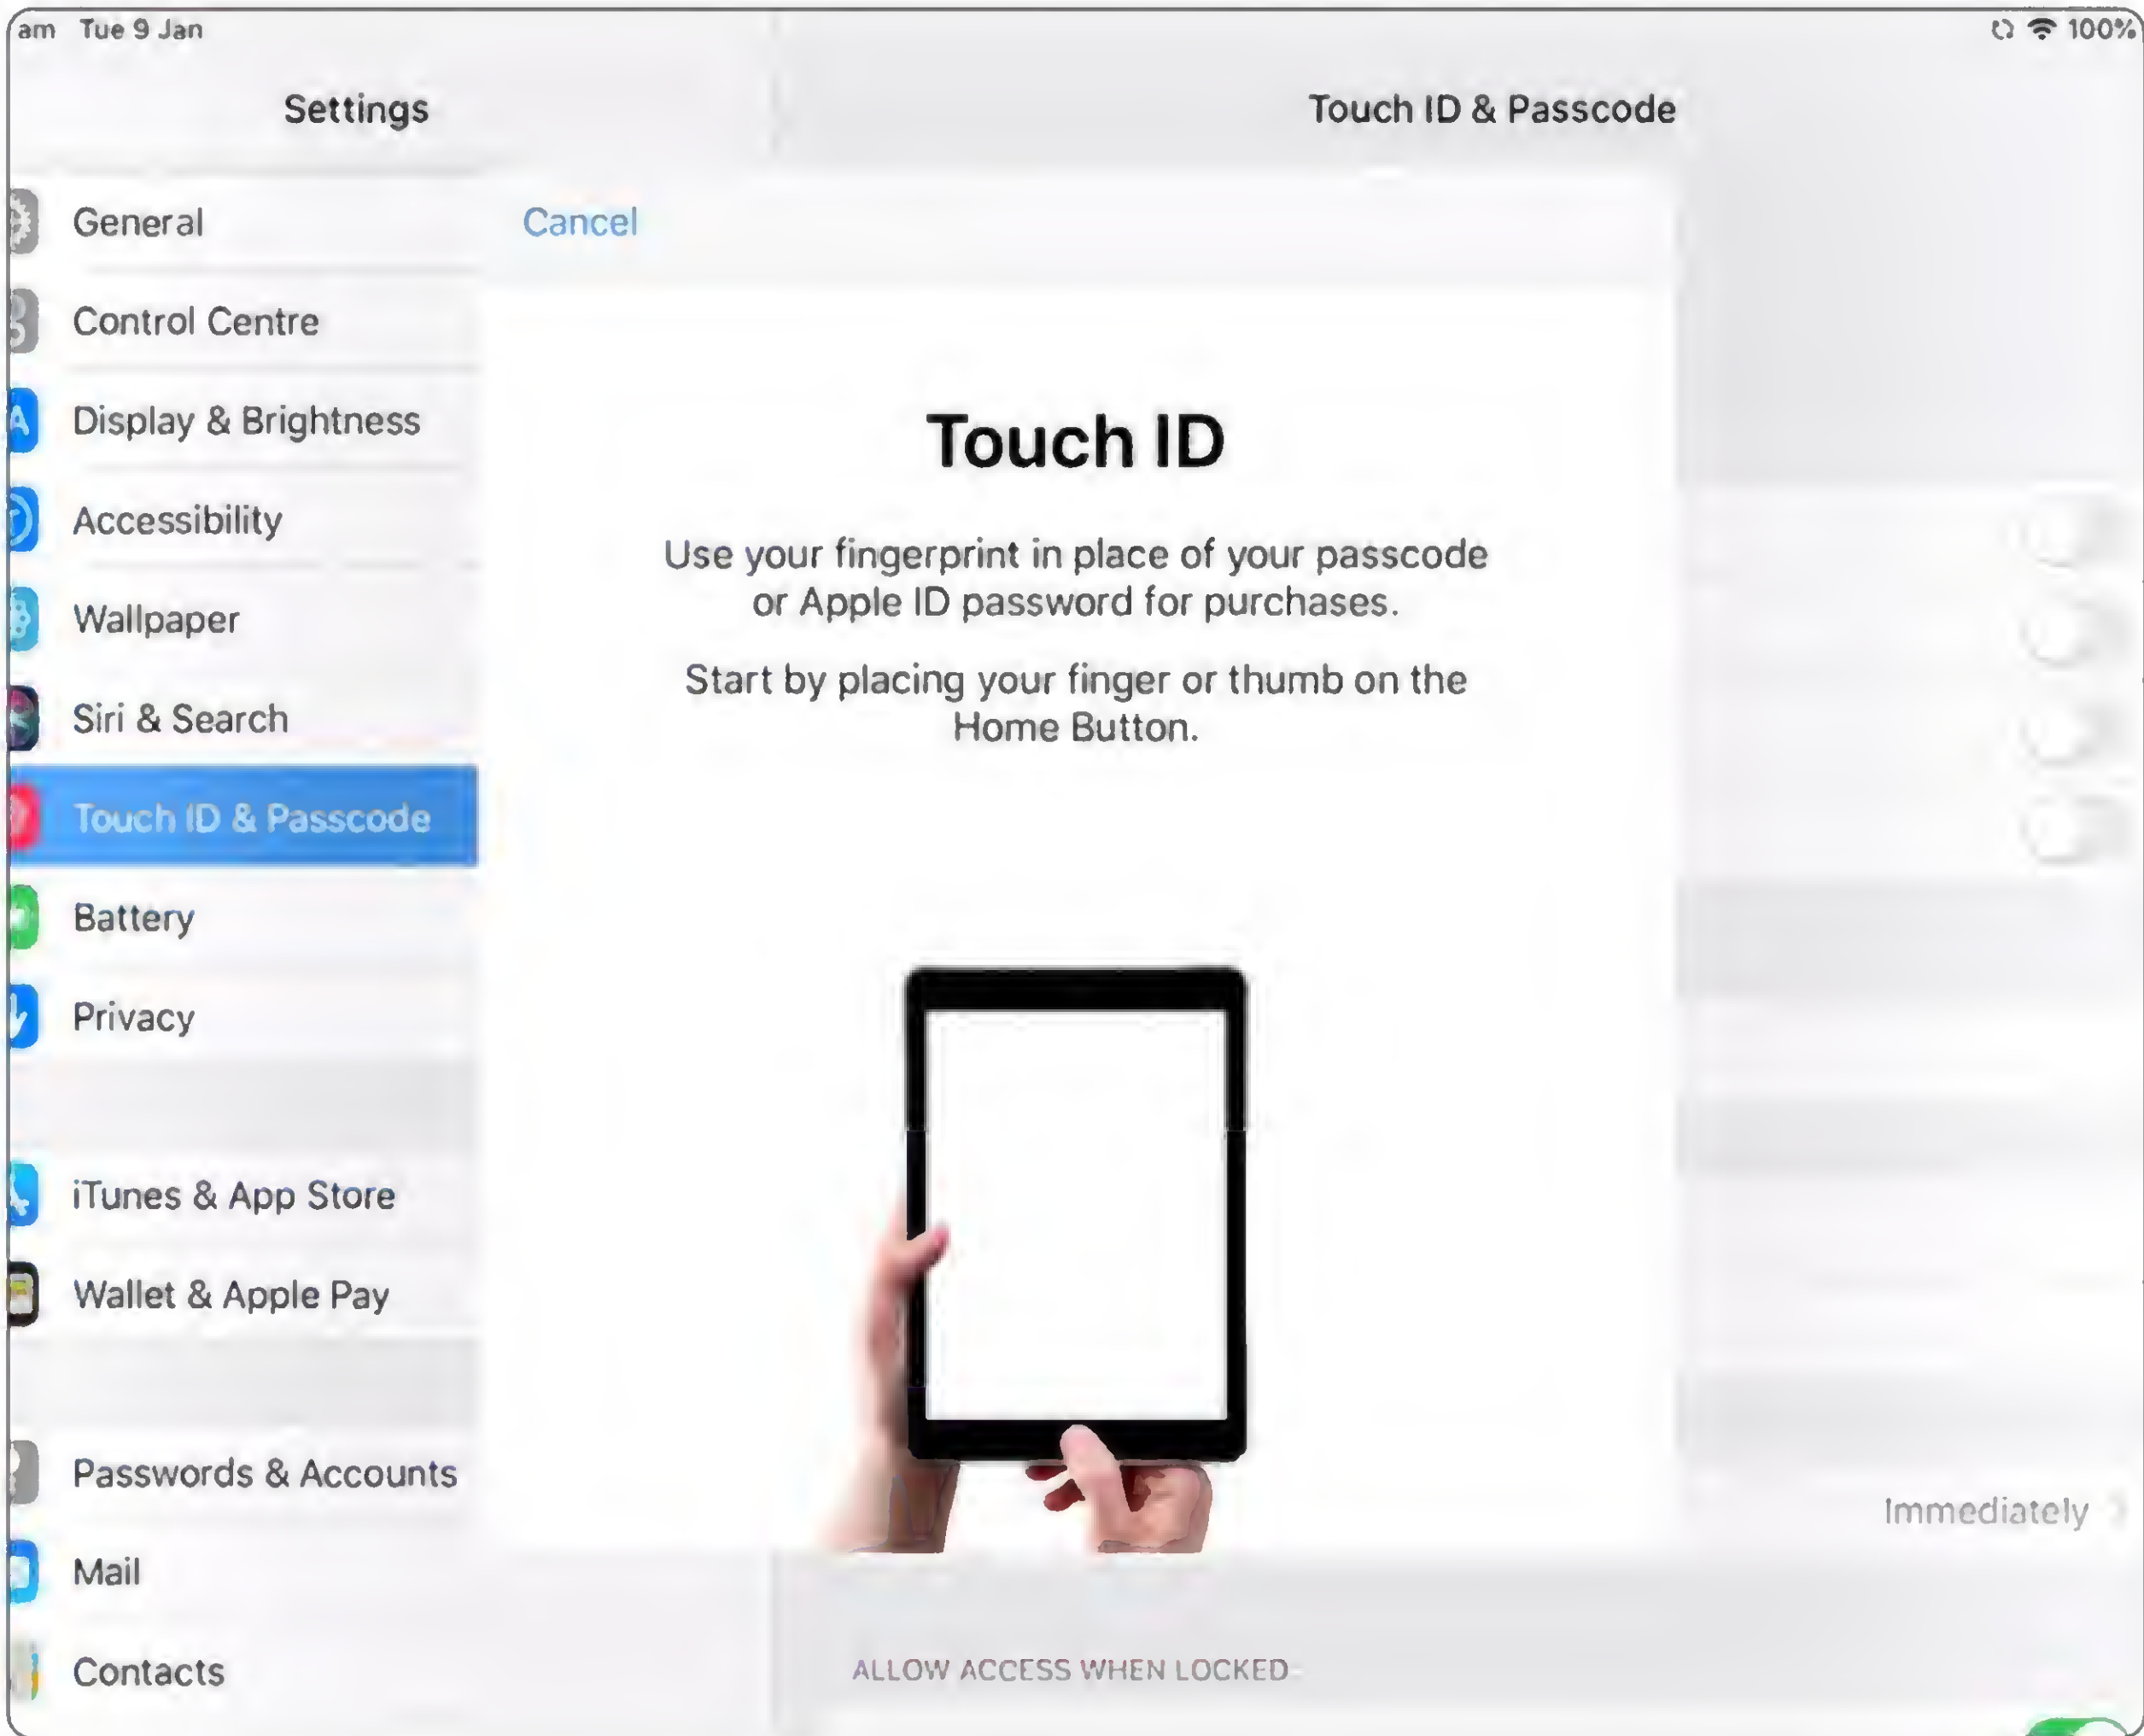 am Tue 9 Jan
100%
Settings
Touch ID & Passcode
General
Control Centre
Display & Brightness
Accessibility
Wallpaper
Siri & Search
Touch ID & Passcode
Battery
Privacy
iTunes & App Store
Wallet & Apple Pay
Passwords & Accounts
Mail
Contacts
Cancel
Touch ID
Use your fingerprint in place of your passcode
or Apple ID password for purchases.
Start by placing your finger or thumb on the
Home Button.
Immediately
ALLOW ACCESS WHEN LOCKED